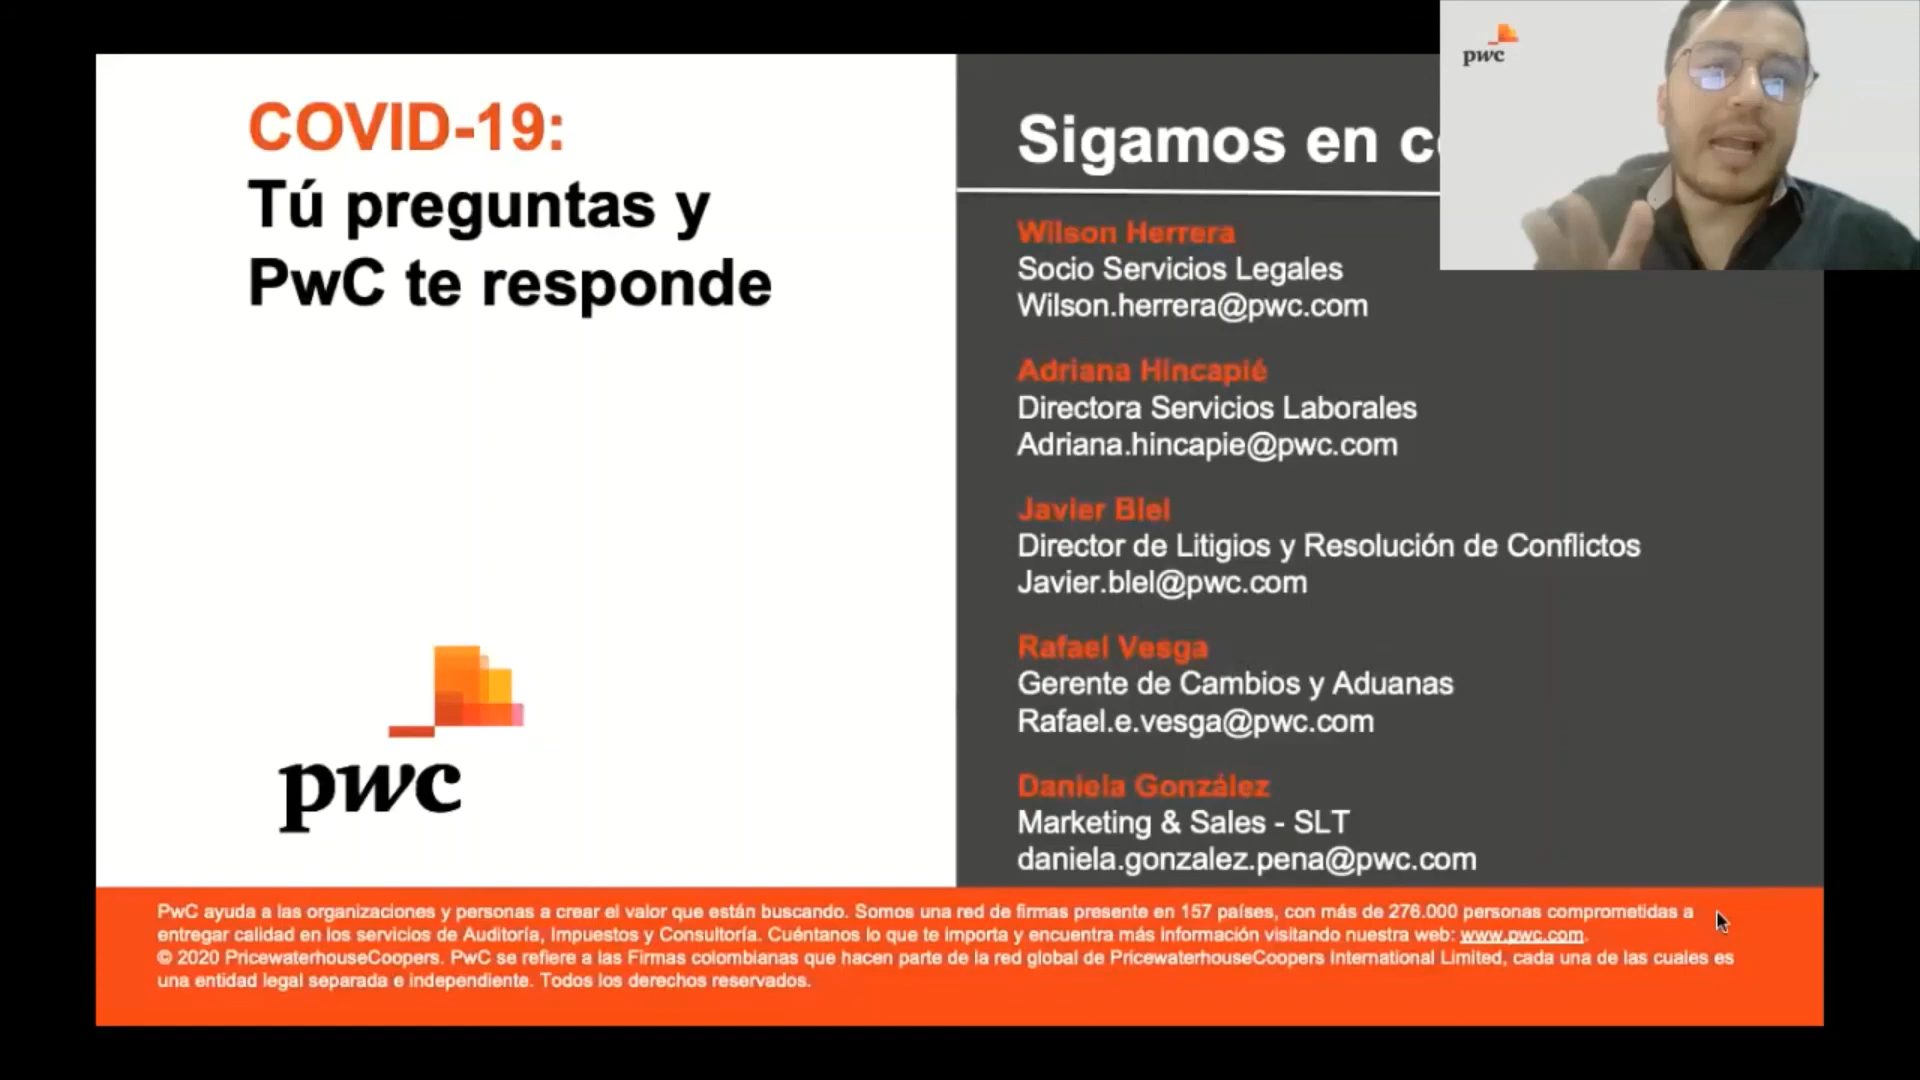 COVID-19:
Tú preguntas y
PwC te responde
pwc
Sigamos en
Wilson Herrera
Socio Servicios Legales
Wilson.herrera@pwc.com
Adriana Hincapié
Directora Servicios Laborales
Adriana.hincapie@pwc.com
Javier Blel
Director de Litigios y Resolución de Conflictos
Javier.blel@pwc.com
Rafael Vesga
Gerente de Cambios y Aduanas
Rafael.e.vesga@pwc.com
Daniela González
Marketing & Sales - SLT
daniela.gonzalez.pena@pwc.com
pwc
PwC ayuda a las organizaciones y personas a crear el valor que están buscando. Somos una red de firmas presente en 157 países, con más de 276.000 personas comprometidas a
entregar calidad en los servicios de Auditoría, Impuestos y Consultoría. Cuéntanos lo que te importa y encuentra más información visitando nuestra web: www.pwc.com.
© 2020 PricewaterhouseCoopers. PwC se refiere a las Firmas colombianas que hacen parte de la red global de PricewaterhouseCoopers International Limited, cada una de las cuales es
una entidad legal separada e independiente. Todos los derechos reservados.